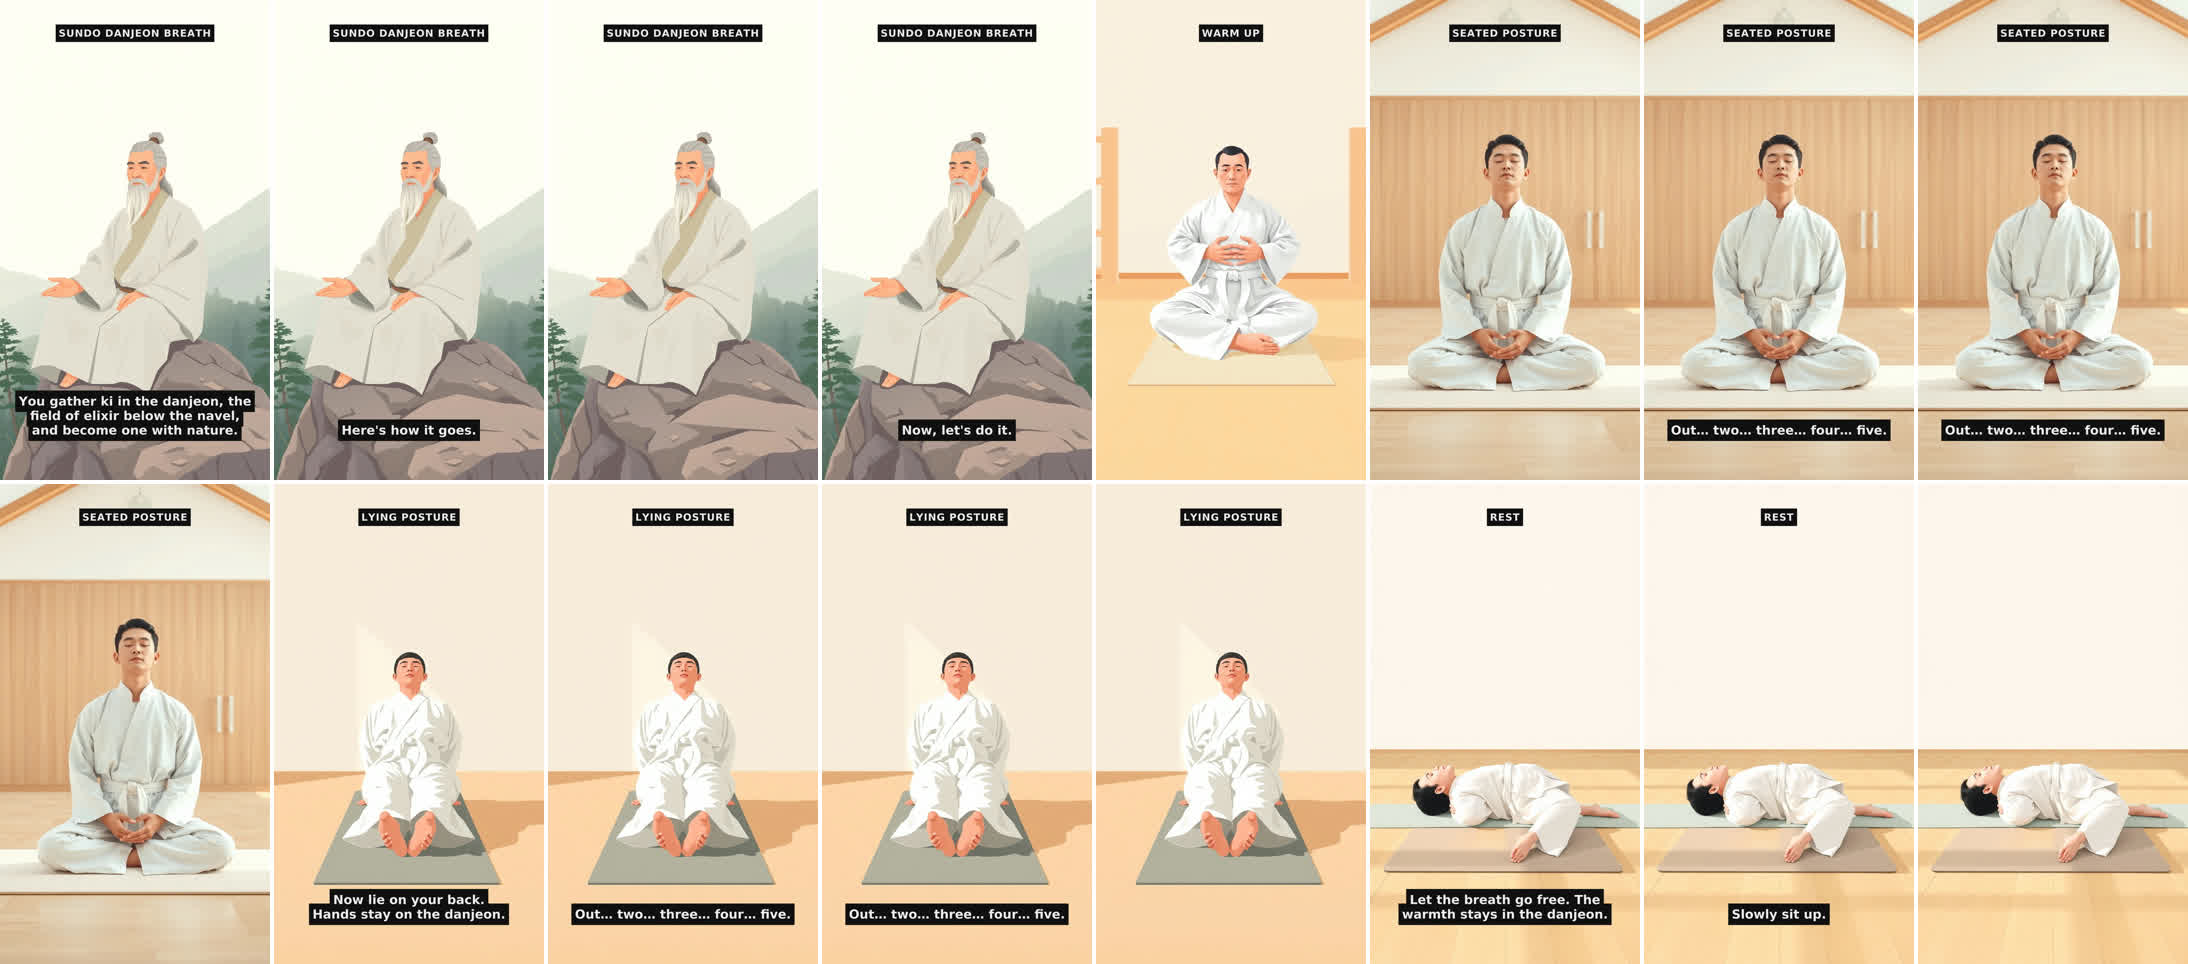 SUNDO DANJEON BREATH
You gather ki in the danjeon, the
field of elixir below the navel,
and become one with nature.
SUNDO DANJEON BREATH
Here's how it goes.
SUNDO DANJEON BREATH
SUNDO DANJEON BREATH
Now, let's do it.
WARM UP
SEATED POSTURE
SEATED POSTURE
Out... two... three... four... five.
SEATED POSTURE
Out... two... three... four... five.
SEATED POSTURE
LYING POSTURE
Now lie on your back.
Hands stay on the danjeon.
LYING POSTURE
Out... two... three... four... five.
LYING POSTURE
Out... two... three... four... five.
LYING POSTURE
REST
Let the breath go free. The
warmth stays in the danjeon.
REST
Slowly sit up.